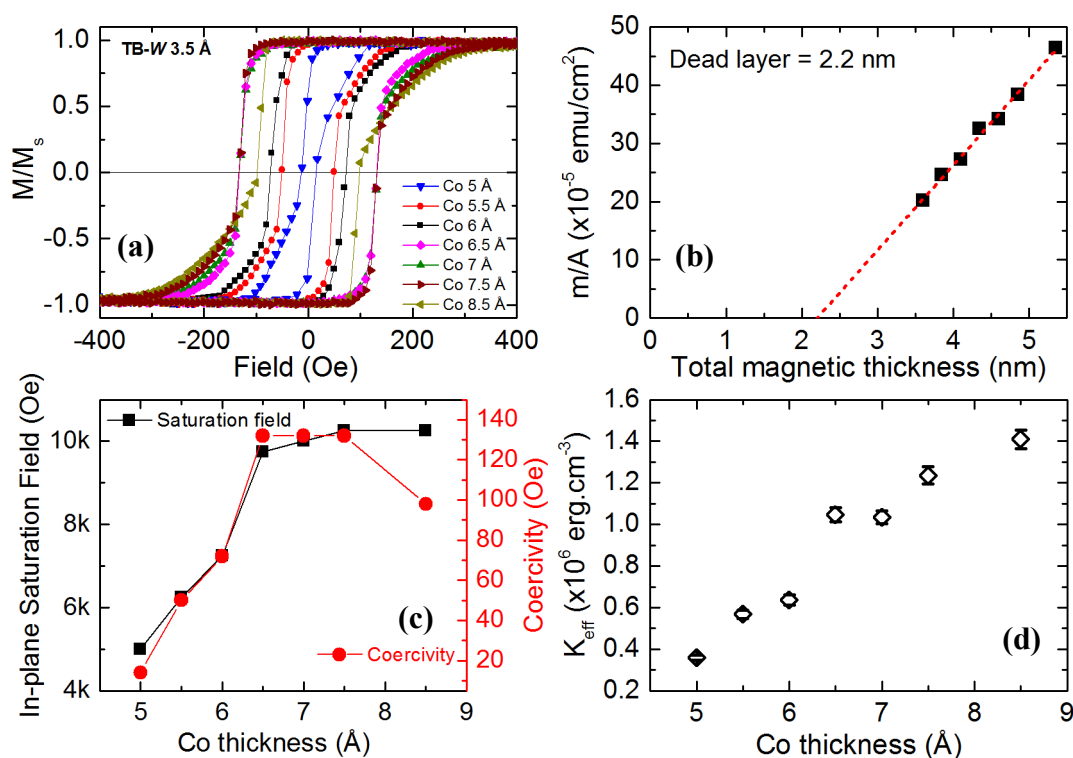 TB-W 3.5 Å
M/Ms
1.0
0.5
0.0
-0.5
-1.0
(a)
Co 5 Å
Co 5.5 Å
Co 6 Å
Co 6.5 Å
Co 7 Å
Co 7.5 Å
Co 8.5 Å
-400 -200 0 200 400
Field (Oe)
m/A (x10-5 emu/cm2)
50
40
30
20
10
0
Dead layer = 2.2 nm
(b)
0 1 2 3 4 5
Total magnetic thickness (nm)
In-plane Saturation Field (Oe)
10k
8k
6k
4k
Saturation field
(c)
Coercivity
140
120
100
80
60
40
20
Coercivity (Oe)
5 6 7 8 9
Co thickness (Å)
Keff (x106 erg.cm-3)
1.6
1.4
1.2
1.0
0.8
0.6
0.4
0.2
(d)
5 6 7 8 9
Co thickness (Å)